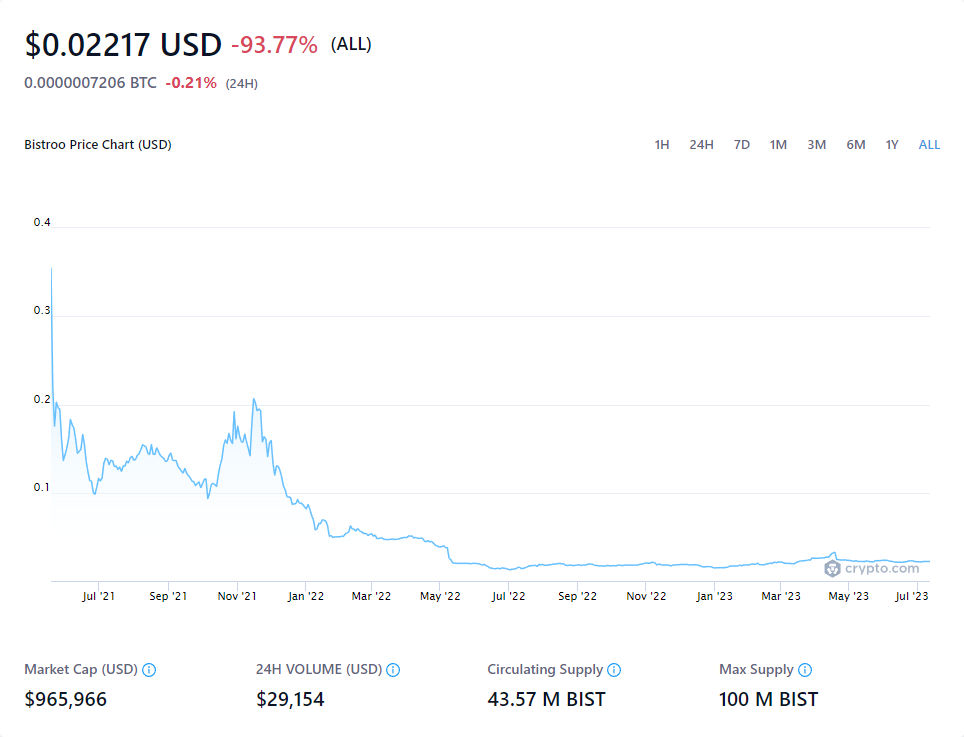 $0.02217 USD -93.77% (ALL)
0.0000007206 BTC -0.21% (24H)
Bistroo Price Chart (USD) 1H 24H 7D 1M 3M 6M 1Y ALL
0.4
0.3
0.2
0.1
crypto.com
Jul '21 Sep '21 Nov '21 Jan '22 Mar '22 May '22 Jul '22 Sep '22 Nov '22 Jan '23 Mar '23 May '23 Jul '23
Market Cap (USD) 24H VOLUME (USD) Circulating Supply Max Supply
$965,966 $29,154 43.57 M BIST 100 M BIST